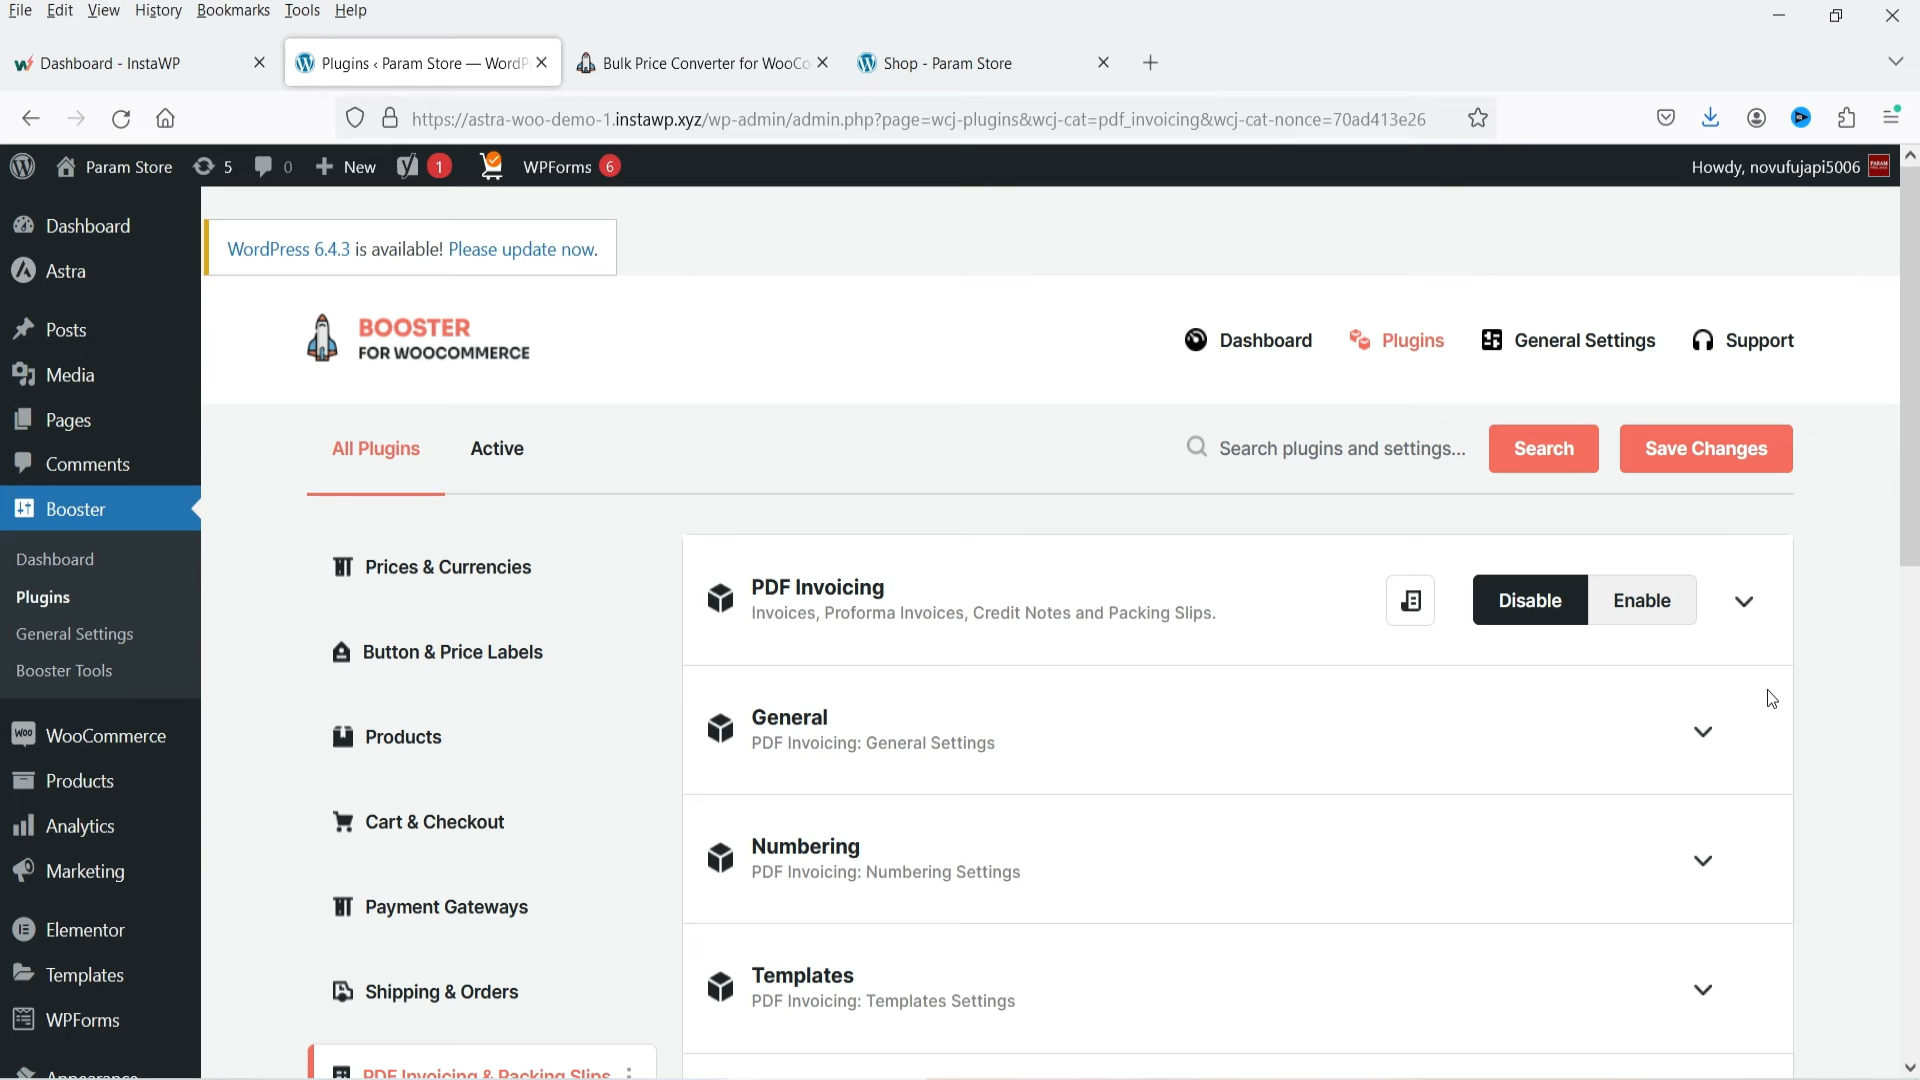 File Edit View History Bookmarks Tools Help
Dashboard - InstaWP
Plugins ‹ Param Store — WordP
Bulk Price Converter for WooCo
Shop - Param Store
https://astra-woo-demo-1.instawp.xyz/wp-admin/admin.php?page=wcj-plugins&wcj-cat=pdf_invoicing&wcj-cat-nonce=70ad413e26
Param Store 5 0 New 1 WPForms 6 Howdy, novufujapi5006
Dashboard
Astra
Posts
Media
Pages
Comments
Booster
Dashboard
Plugins
General Settings
Booster Tools
WooCommerce
Products
Analytics
Marketing
Elementor
Templates
WPForms
Appearance
WordPress 6.4.3 is available! Please update now.
BOOSTER
FOR WOOCOMMERCE
Dashboard Plugins General Settings Support
All Plugins Active Search plugins and settings... Search Save Changes
Prices & Currencies
Button & Price Labels
Products
Cart & Checkout
Payment Gateways
Shipping & Orders
PDF Invoicing & Packing Slips
PDF Invoicing
Invoices, Proforma Invoices, Credit Notes and Packing Slips.
Disable Enable
General
PDF Invoicing: General Settings
Numbering
PDF Invoicing: Numbering Settings
Templates
PDF Invoicing: Templates Settings